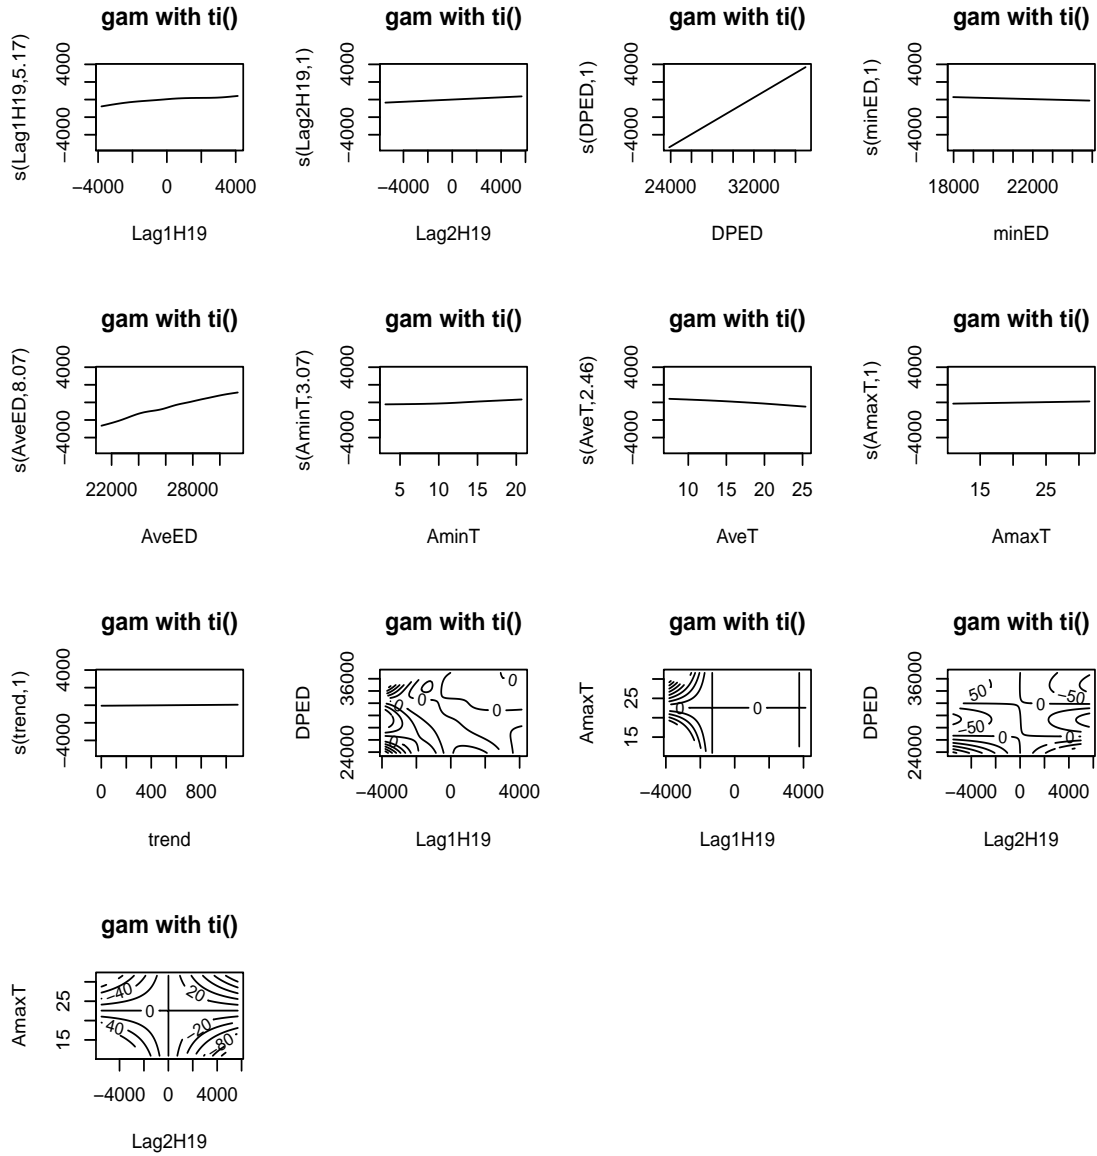 gam with ti()
s(Lag1H19,5.17)
4000
−4000
−4000 0 4000
Lag1H19
gam with ti()
s(Lag2H19,1)
4000
−4000
−4000 0 4000
Lag2H19
gam with ti()
s(DPED,1)
4000
−4000
24000 32000
DPED
gam with ti()
s(minED,1)
4000
−4000
18000 22000
minED
gam with ti()
s(AveED,8.07)
4000
−4000
22000 28000
AveED
gam with ti()
s(AminT,3.07)
4000
−4000
5 10 15 20
AminT
gam with ti()
s(AveT,2.46)
4000
−4000
10 15 20 25
AveT
gam with ti()
s(AmaxT,1)
4000
−4000
15 25
AmaxT
gam with ti()
s(trend,1)
4000
−4000
0 400 800
trend
gam with ti()
DPED
36000
24000
0
0
0
0
−4000 0 4000
Lag1H19
gam with ti()
AmaxT
25
15
0
0
−4000 0 4000
Lag1H19
gam with ti()
DPED
36000
24000
50
−50
0
−50
0
0
−4000 0 4000
Lag2H19
gam with ti()
AmaxT
25
15
−40
20
0
40
−20
−80
−4000 0 4000
Lag2H19